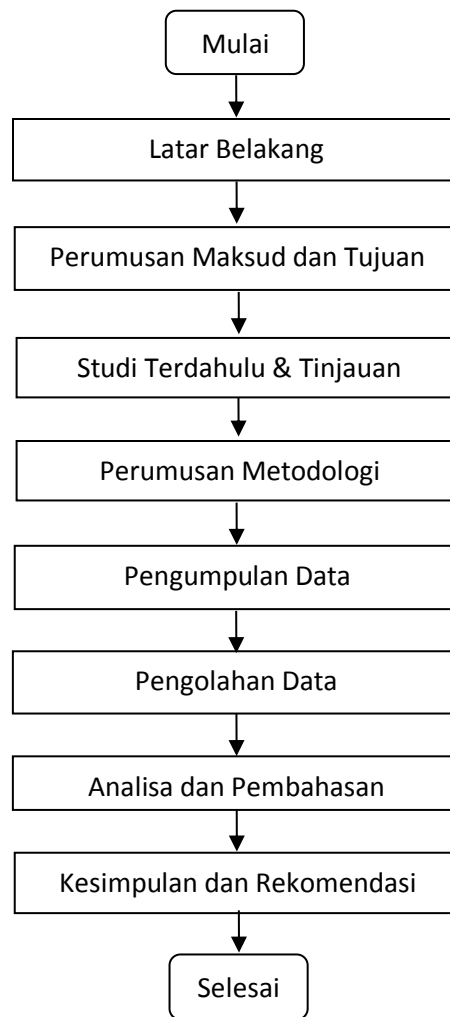 Mulai
Latar Belakang
Perumusan Maksud dan Tujuan
Studi Terdahulu & Tinjauan
Perumusan Metodologi
Pengumpulan Data
Pengolahan Data
Analisa dan Pembahasan
Kesimpulan dan Rekomendasi
Selesai